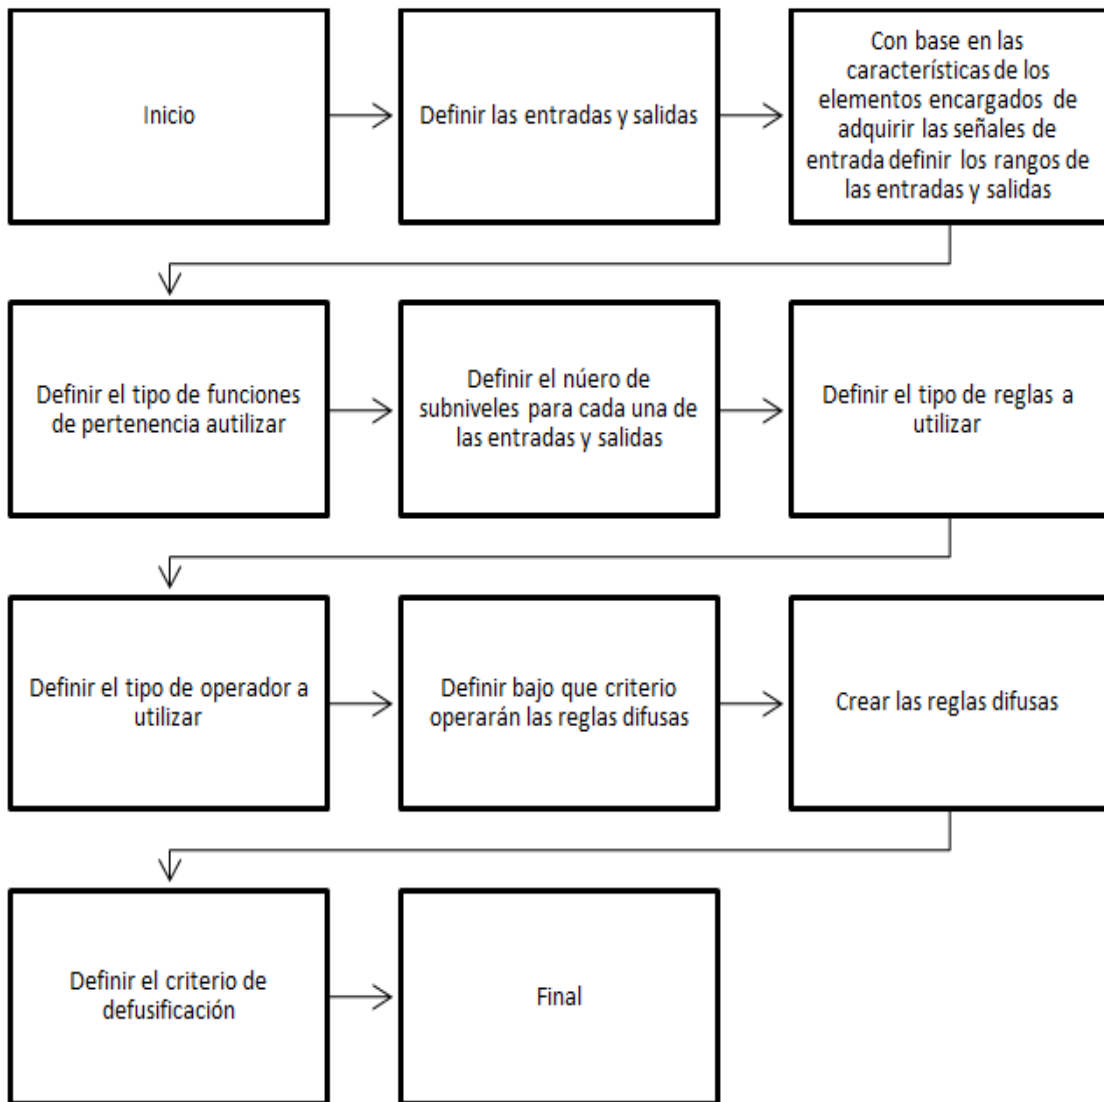 Inicio
Definir las entradas y salidas
Con base en las
características de los
elementos encargados de
adquirir las señales de
entrada definir los rangos de
las entradas y salidas
Definir el tipo de funciones
de pertenencia autilizar
Definir el núero de
subniveles para cada una de
las entradas y salidas
Definir el tipo de reglas a
utilizar
Definir el tipo de operador a
utilizar
Definir bajo que criterio
operarán las reglas difusas
Crear las reglas difusas
Definir el criterio de
defusificación
Final